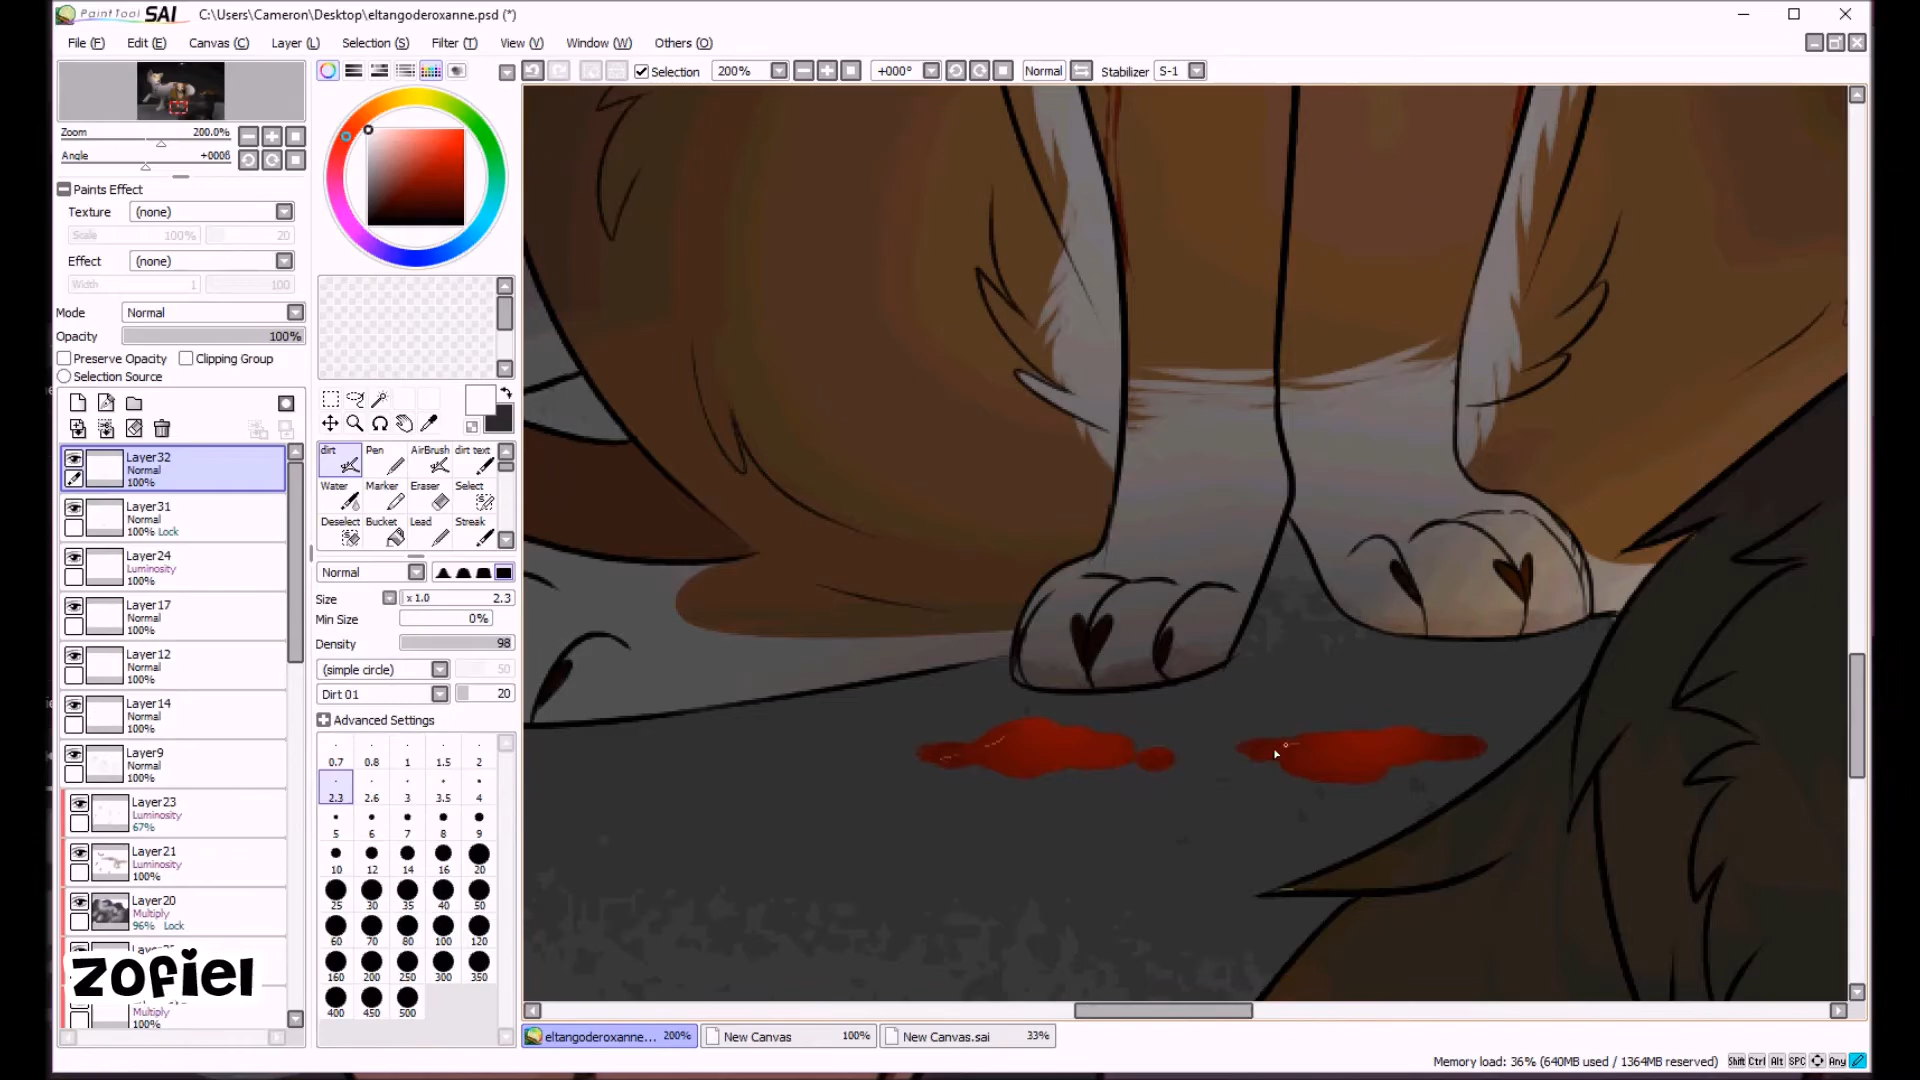 PaintTool SAI C:\Users\Cameron\Desktop\eltangoderoxanne.psd (*)
File (F) Edit (E) Canvas (C) Layer (L) Selection (S) Filter (T) View (V) Window (W) Others (O)
Selection 200% +000° Normal Stabilizer S-1
Zoom 200.0%
Angle +0008
Paints Effect
Texture (none)
Scale 100% 20
Effect (none)
Width 1 100
Mode Normal
Opacity 100%
Preserve Opacity Clipping Group
Selection Source
Layer32
Normal
100%
Layer31
Normal
100% Lock
Layer24
Luminosity
100%
Layer17
Normal
100%
Layer12
Normal
100%
Layer14
Normal
100%
Layer9
Normal
100%
Layer23
Luminosity
67%
Layer21
Luminosity
100%
Layer20
Multiply
96% Lock
Multiply
100%
zofiel
dirt Pen AirBrush dirt text
Water Marker Eraser Select
Deselect Bucket Lead Streak
Normal
Size x 1.0 2.3
Min Size 0%
Density 98
(simple circle) 50
Dirt 01 20
Advanced Settings
0.7 0.8 1 1.5 2
2.3 2.6 3 3.5 4
5 6 7 8 9
10 12 14 16 20
25 30 35 40 50
60 70 80 100 120
160 200 250 300 350
400 450 500
eltangoderoxanne... 200% New Canvas 100% New Canvas.sai 33%
Memory load: 36% (640MB used / 1364MB reserved) Shift Ctrl Alt SPC Any